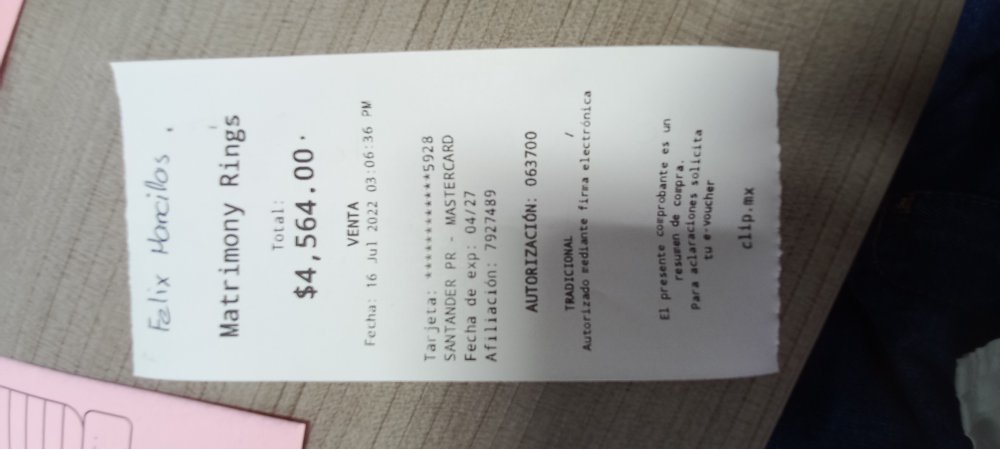 Felix Honcilos.
Matrimony Rings
Total:
$4,564.00
VENTA
Fecha: 16 Jul 2022 03:06:36 PM
Tarjeta: ************5928
SANTANDER PR - MASTERCARD
Fecha de exp: 04/27
Afiliación: 7927489
AUTORIZACIÓN: 063700
TRADICIONAL /
Autorizado mediante firma electrónica
El presente comprobante es un
resumen de compra.
Para aclaraciones solicita
tu e-voucher
clip.mx